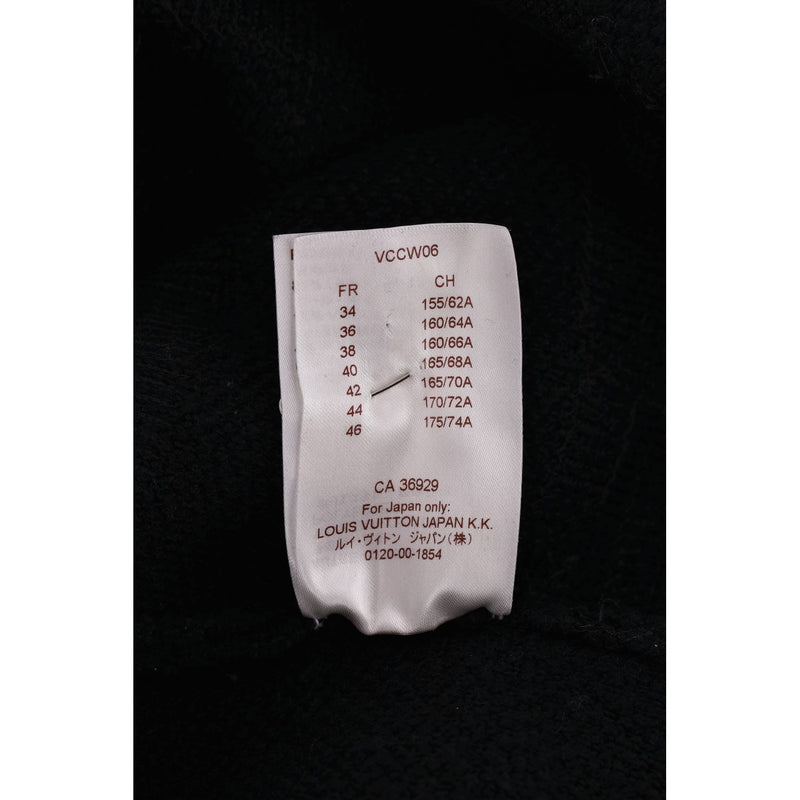 VCCW06
FR CH
34 155/62A
36 160/64A
38 160/66A
40 165/68A
42 165/70A
44 170/72A
46 175/74A
CA 36929
For Japan only:
LOUIS VUITTON JAPAN K.K.
ルイ・ヴィトン ジャパン(株)
0120-00-1854